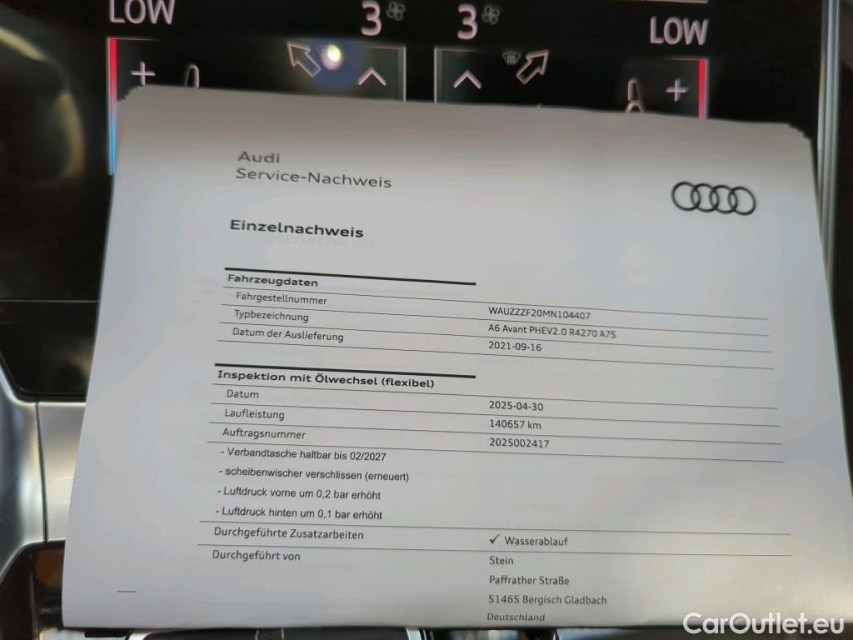 LOW 3 3 LOW
Audi
Service-Nachweis
Einzelnachweis
Fahrzeugdaten
Fahrgestellnummer WAUZZZF20MN104407
Typbezeichnung A6 Avant PHEV2.0 R4270 A7S
Datum der Auslieferung 2021-09-16
Inspektion mit Ölwechsel (flexibel)
Datum 2025-04-30
Laufleistung 140657 km
Auftragsnummer 2025002417
- Verbandtasche haltbar bis 02/2027
- scheibenwischer verschlissen (erneuert)
- Luftdruck vorne um 0,2 bar erhöht
- Luftdruck hinten um 0,1 bar erhöht
Durchgeführte Zusatzarbeiten ✓ Wasserablauf
Durchgeführt von Stein
Paffrather Straße
51465 Bergisch Gladbach
Deutschland
CarOutlet.eu